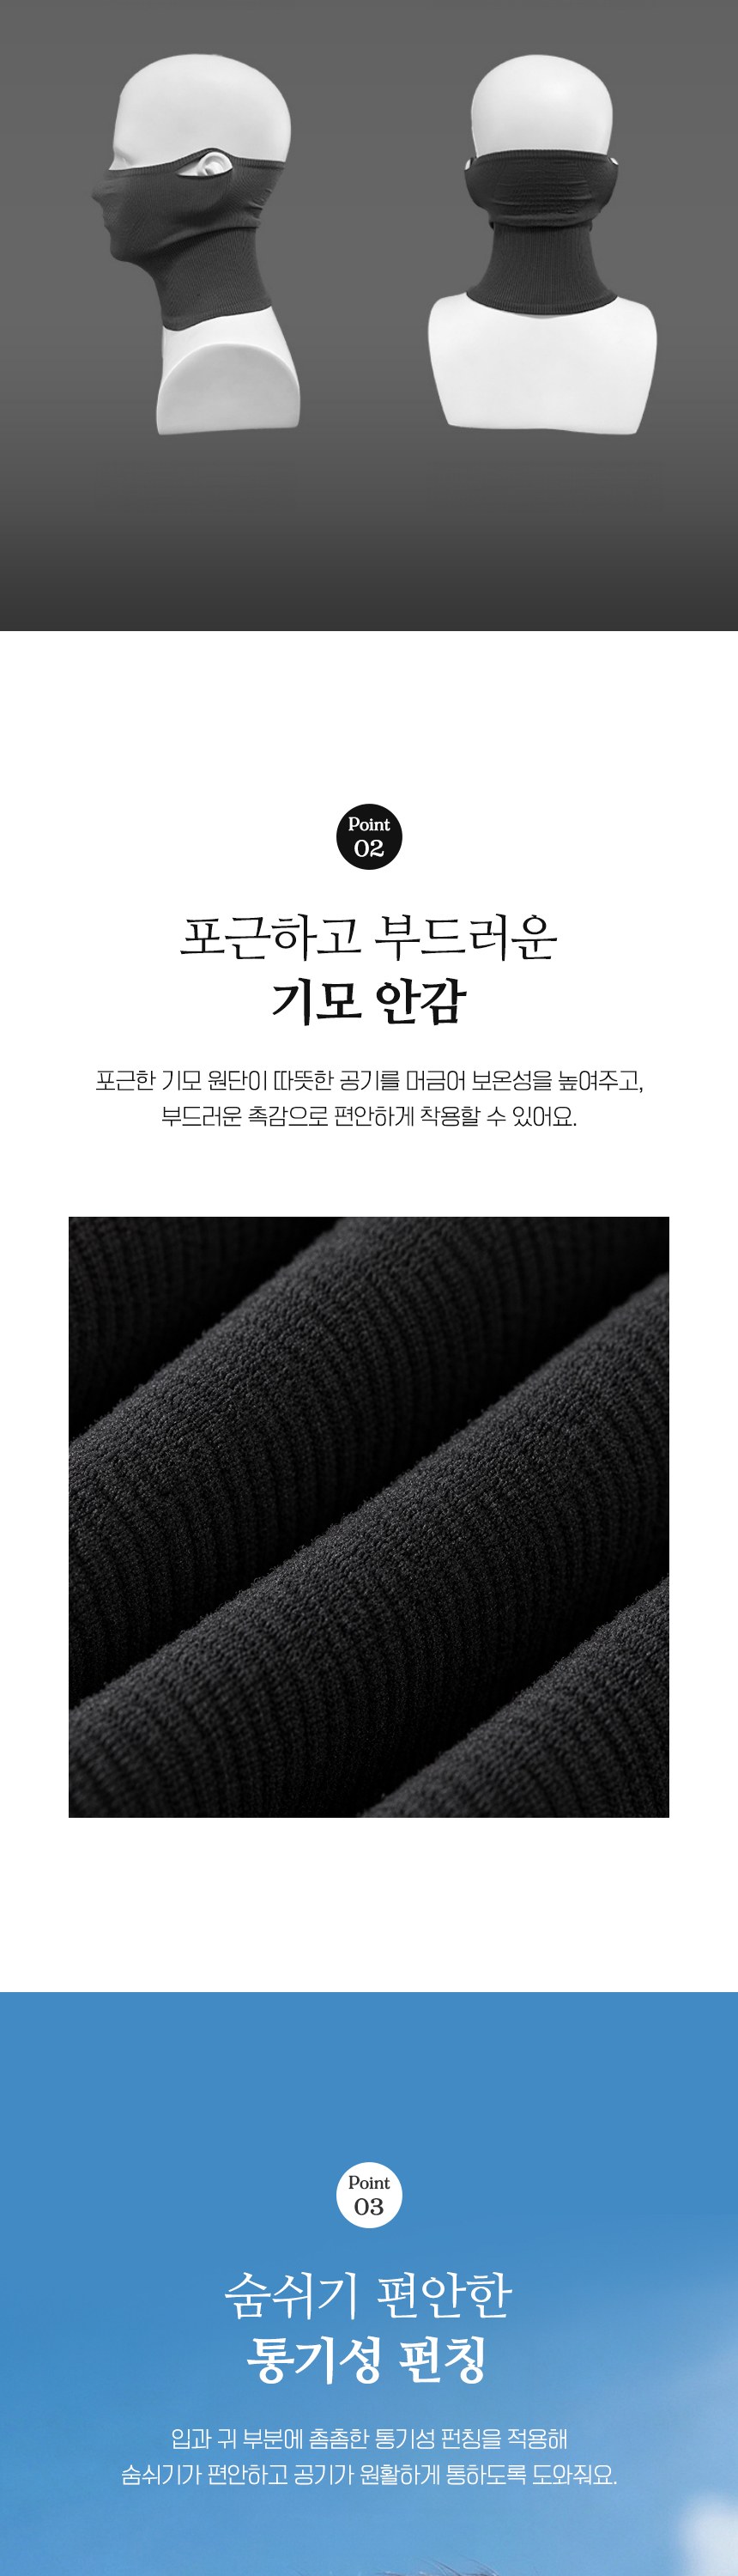 Point
02
포근하고 부드러운
기모 안감
포근한 기모 원단이 따뜻한 공기를 머금어 보온성을 높여주고,
부드러운 촉감으로 편안하게 착용할 수 있어요.
Point
03
숨쉬기 편안한
통기성 펀칭
입과 귀 부분에 촘촘한 통기성 펀칭을 적용해
숨쉬기가 편안하고 공기가 원활하게 통하도록 도와줘요.